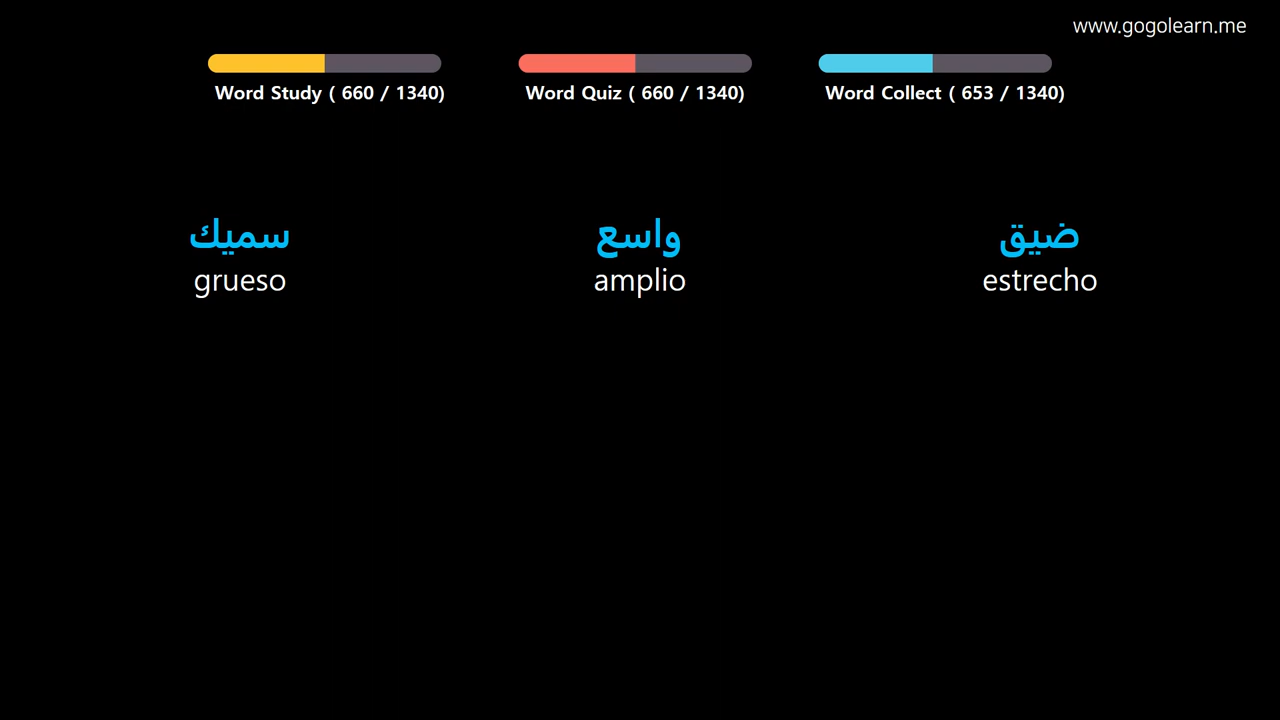 www.gogolearn.me
Word Study ( 660 / 1340)
Word Quiz ( 660 / 1340)
Word Collect ( 653 / 1340)
سميك
grueso
واسع
amplio
ضيق
estrecho